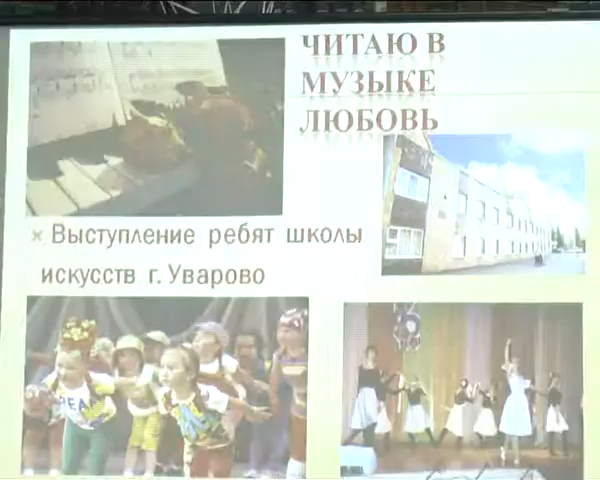 ЧИТАЮ В
МУЗЫКЕ
ЛЮБОВЬ
Выступление ребят школы
искусств г. Уварово